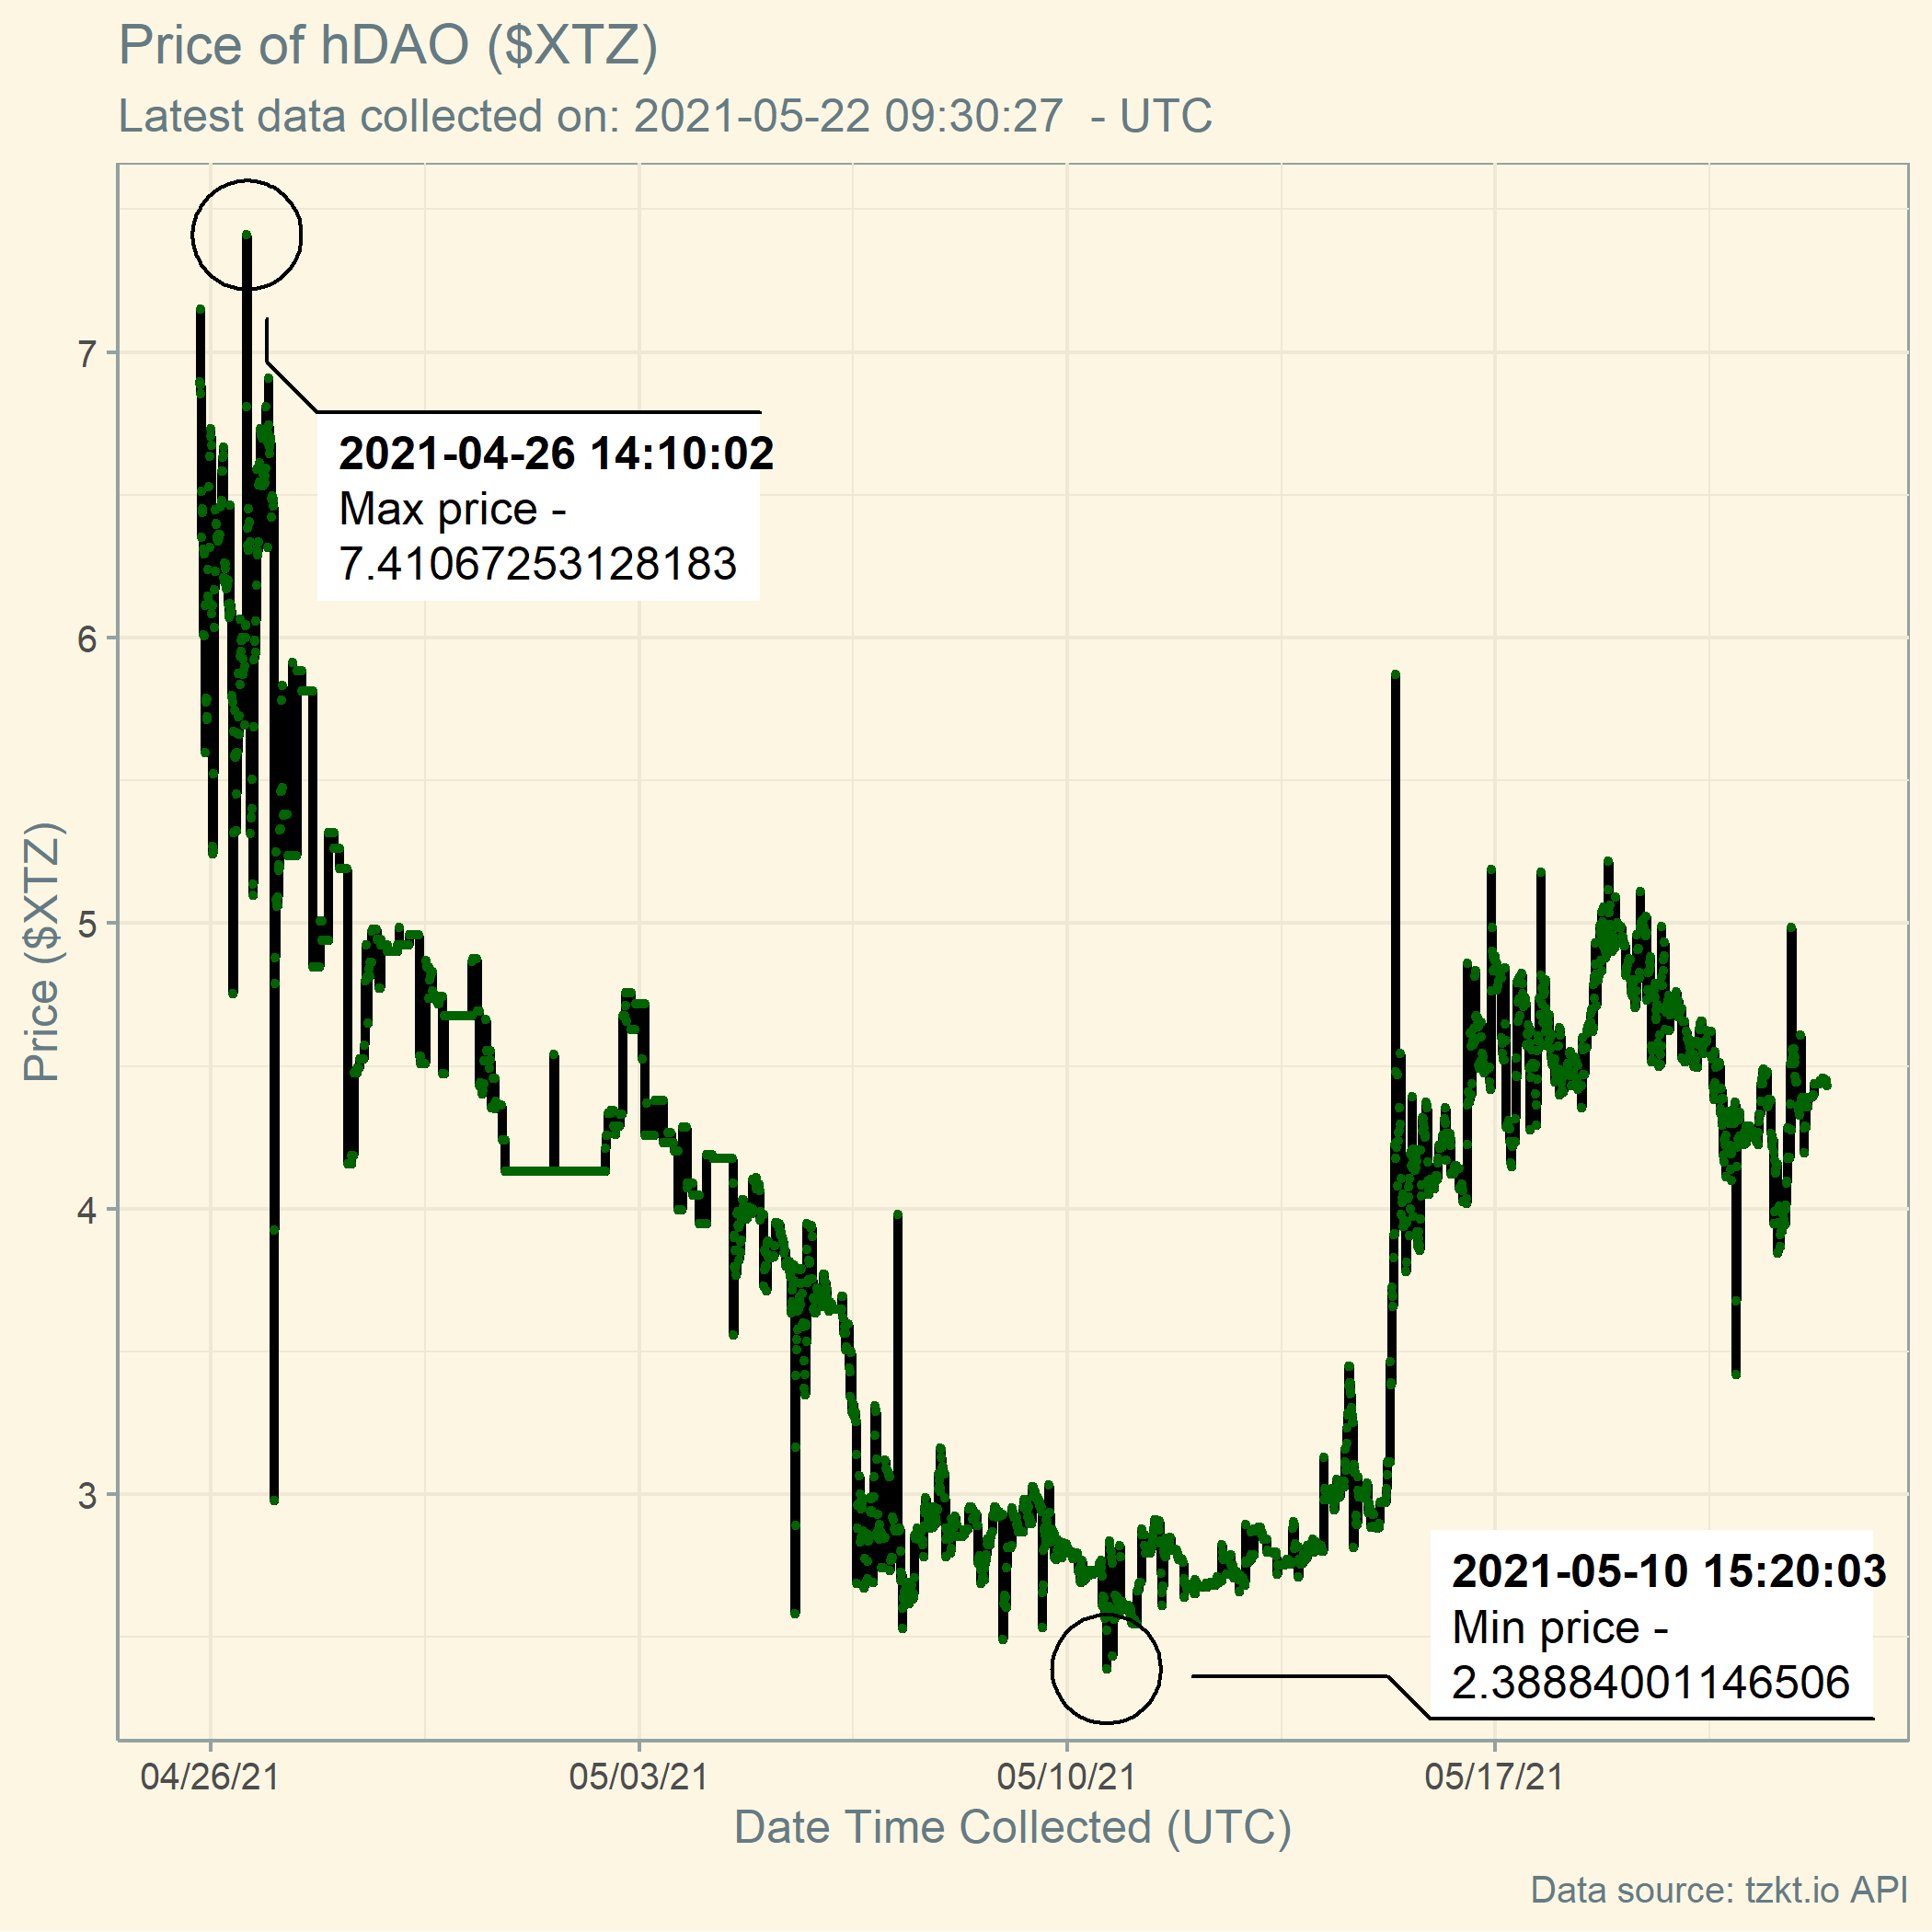 Price of hDAO ($XTZ)
Latest data collected on: 2021-05-22 09:30:27  - UTC
2021-04-26 14:10:02
Max price -
7.41067253128183
7
6
5
4
3
Price ($XTZ)
2021-05-10 15:20:03
Min price -
2.38884001146506
04/26/21
05/03/21
05/10/21
05/17/21
Date Time Collected (UTC)
Data source: tzkt.io API